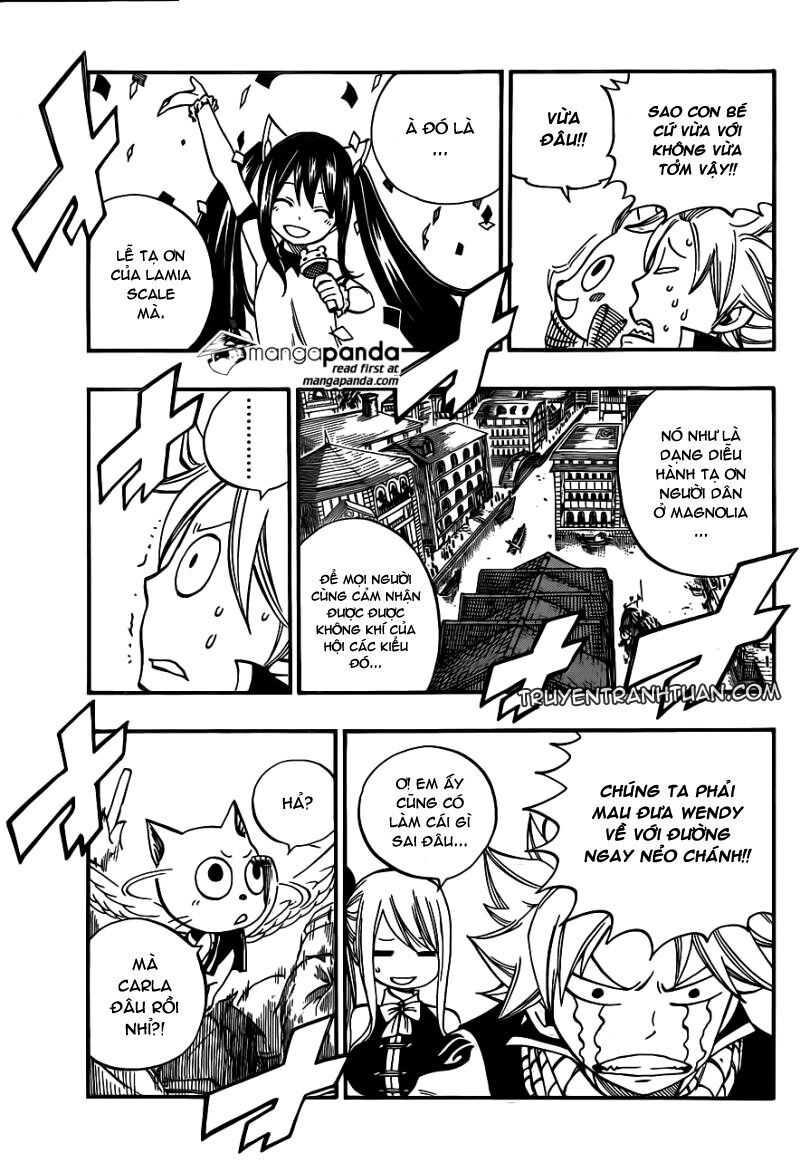 SAO CON BÉ
CỨ VỪA VỚI
KHÔNG VỪA
TỞM VẬY!!
VỪA
ĐÂU!!
À ĐÓ LÀ
...
LỄ TẠ ƠN
CỦA LAMIA
SCALE
MÀ.
mangapanda
read first at
mangapanda.com
NÓ NHƯ LÀ
DẠNG DIỄU
HÀNH TẠ ƠN
NGƯỜI DÂN
Ở MAGNOLIA
...
ĐỂ MỌI NGƯỜI
CÙNG CẢM NHẬN
ĐƯỢC ĐƯỢC
KHÔNG KHÍ CỦA
HỘI CÁC KIỂU
ĐÓ...
.........
TRUYENTRANHTUAN.COM
CHÚNG TA PHẢI
MAU ĐƯA WENDY
VỀ VỚI ĐƯỜNG
NGAY NẺO CHÁNH!!
Ơ! EM ẤY
CŨNG CÓ
LÀM CÁI GÌ
SAI ĐÂU...
HẢ?
MÀ
CARLA
ĐÂU RỒI
NHỈ?!